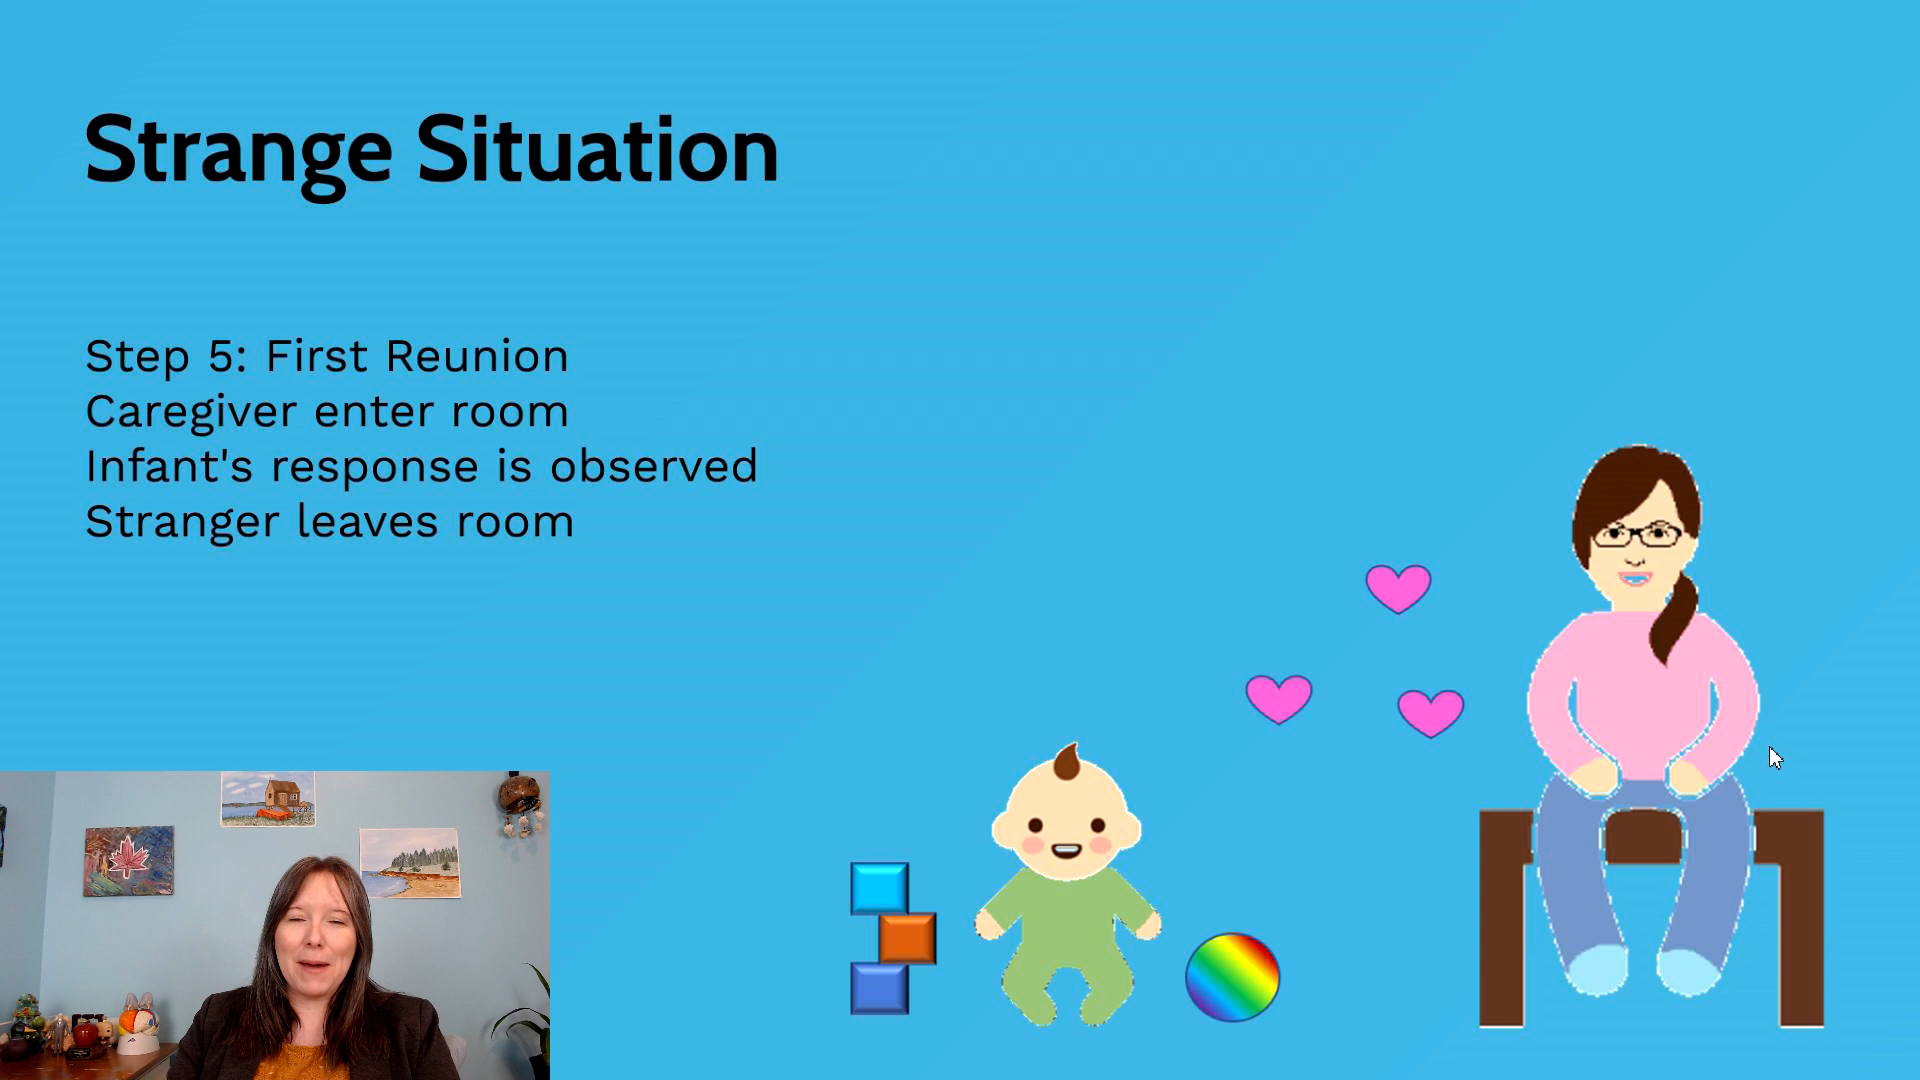 Strange Situation
Step 5: First Reunion
Caregiver enter room
Infant's response is observed
Stranger leaves room